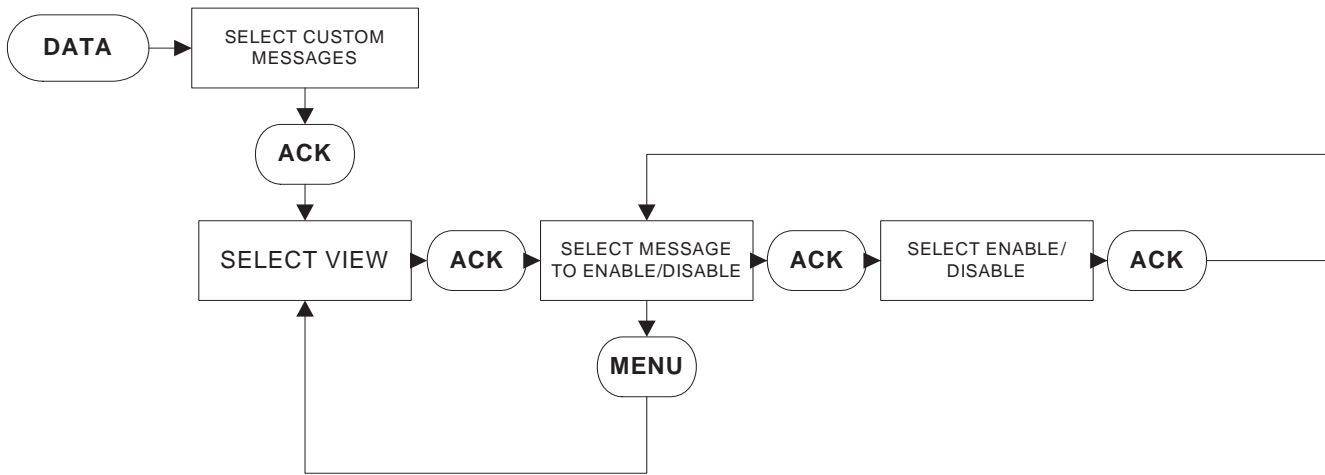 DATA
SELECT CUSTOM
MESSAGES
ACK
SELECT VIEW
ACK
SELECT MESSAGE
TO ENABLE/DISABLE
ACK
SELECT ENABLE/
DISABLE
ACK
MENU